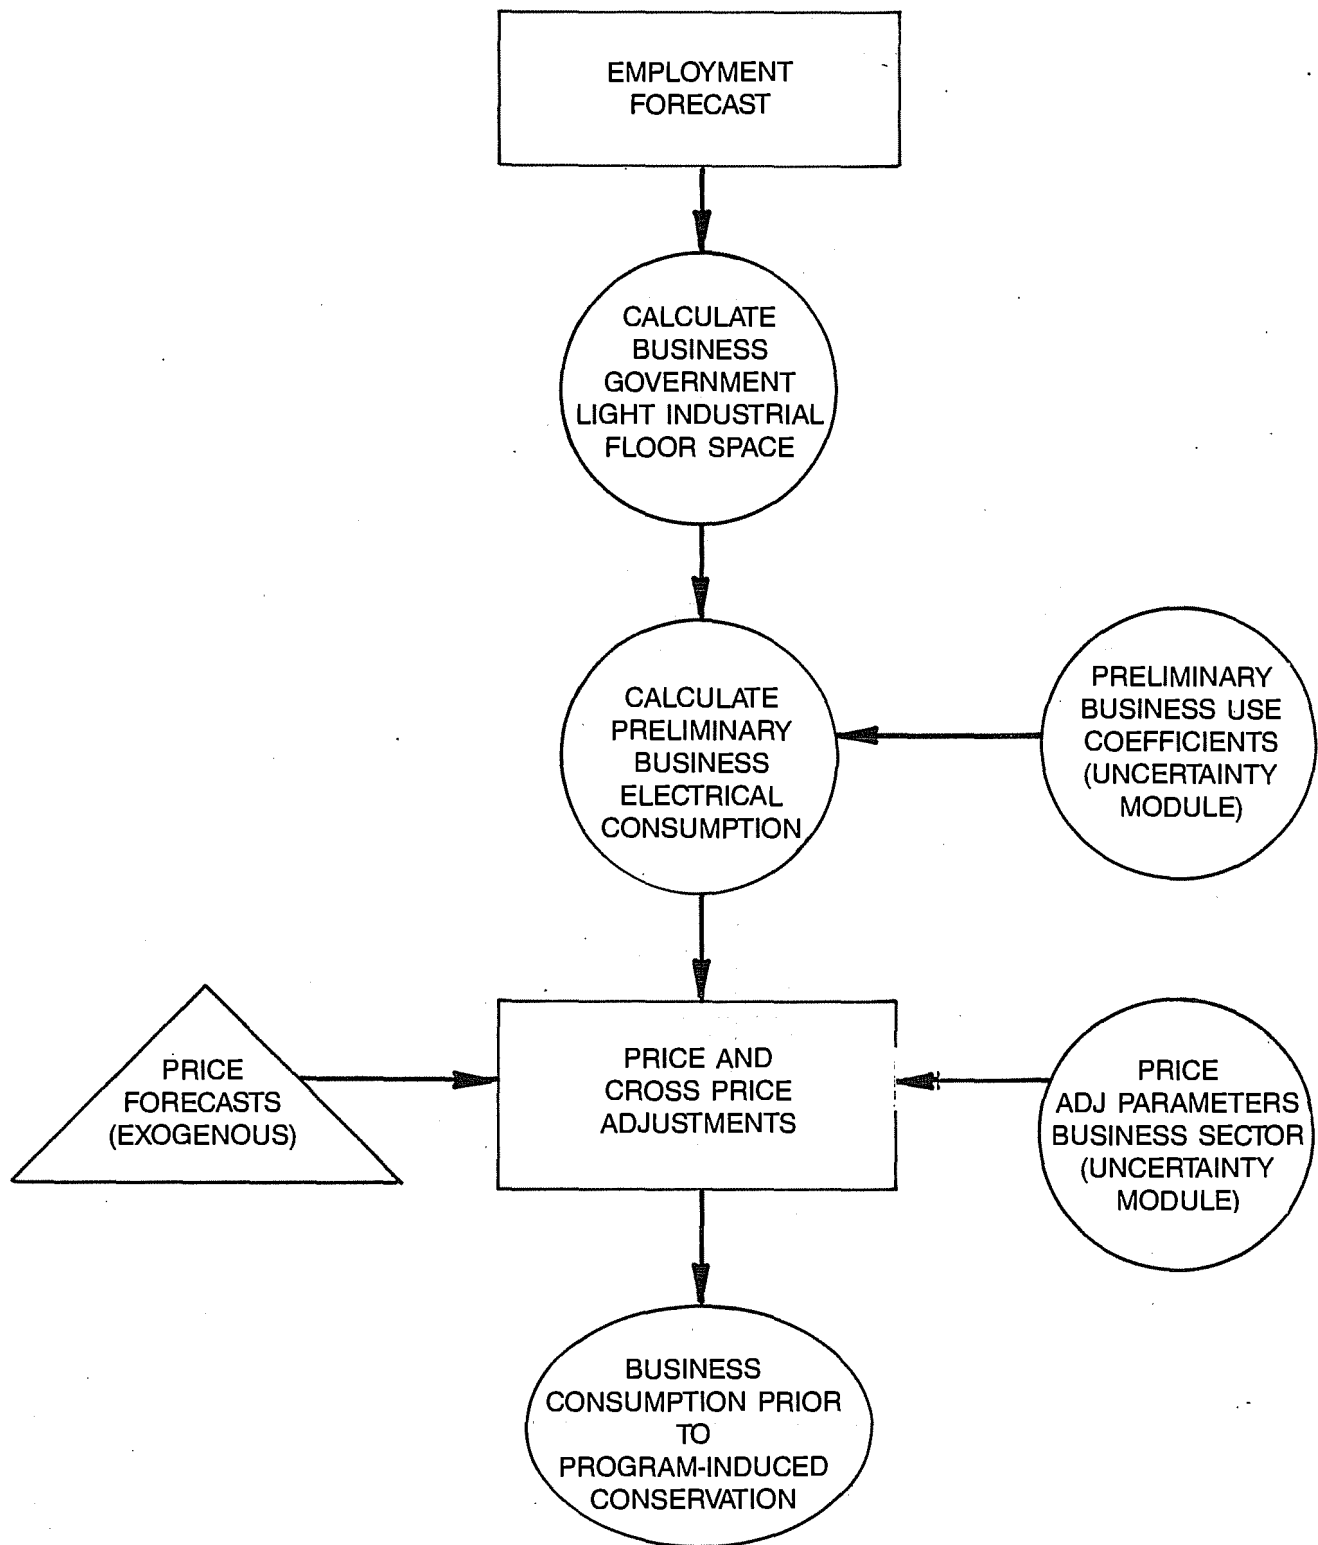 EMPLOYMENT
FORECAST
CALCULATE
BUSINESS
GOVERNMENT
LIGHT INDUSTRIAL
FLOOR SPACE
CALCULATE
PRELIMINARY
BUSINESS
ELECTRICAL
CONSUMPTION
PRELIMINARY
BUSINESS USE
COEFFICIENTS
(UNCERTAINTY
MODULE)
PRICE
FORECASTS
(EXOGENOUS)
PRICE AND
CROSS PRICE
ADJUSTMENTS
PRICE
ADJ PARAMETERS
BUSINESS SECTOR
(UNCERTAINTY
MODULE)
BUSINESS
CONSUMPTION PRIOR
TO
PROGRAM-INDUCED
CONSERVATION